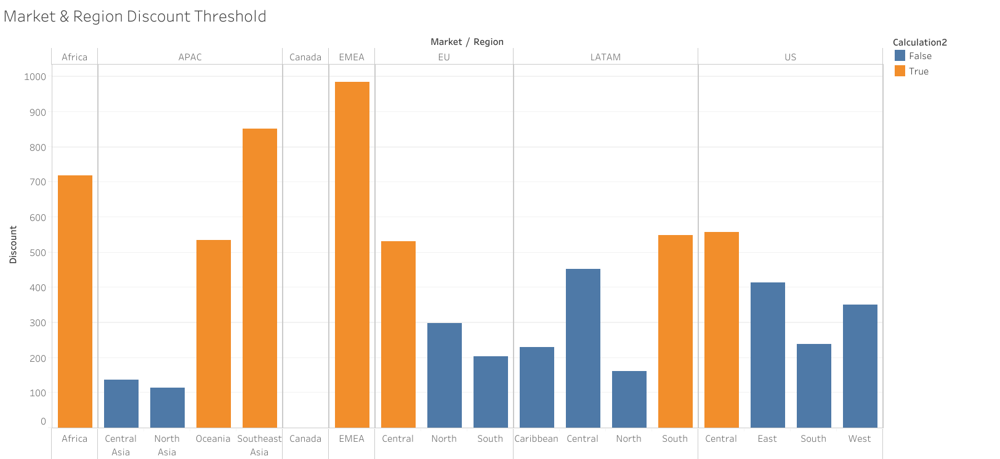 Market & Region Discount Threshold
Market / Region
Calculation2
False
True
Africa APAC Canada EMEA EU LATAM US
Discount
1000
900
800
700
600
500
400
300
200
100
0
Africa Central North Oceania Southeast Canada EMEA Central North South Caribbean Central North South Central East South West
Asia Asia Asia